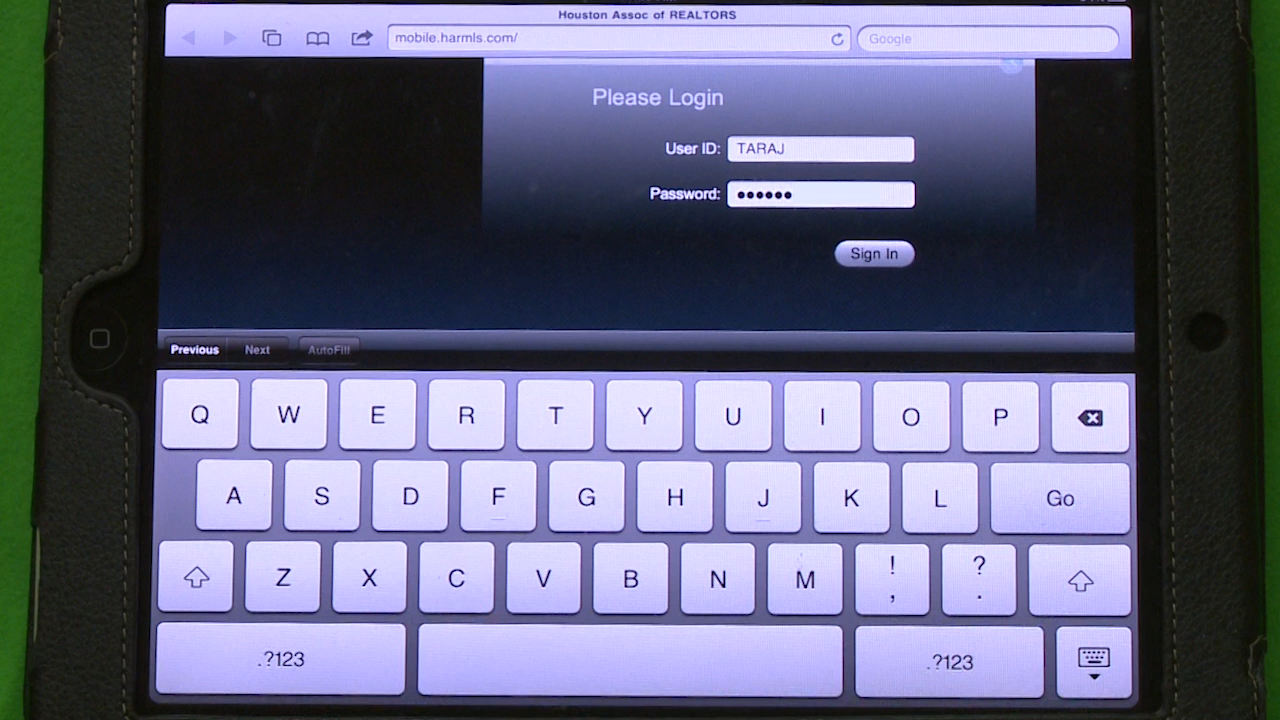 Houston Assoc of REALTORS
mobile.harmls.com/ Google
Please Login
User ID: TARAJ
Password: ●●●●●●
Sign In
Previous Next AutoFill
Q W E R T Y U I O P
A S D F G H J K L Go
Z X C V B N M ! , ? .
.?123 .?123